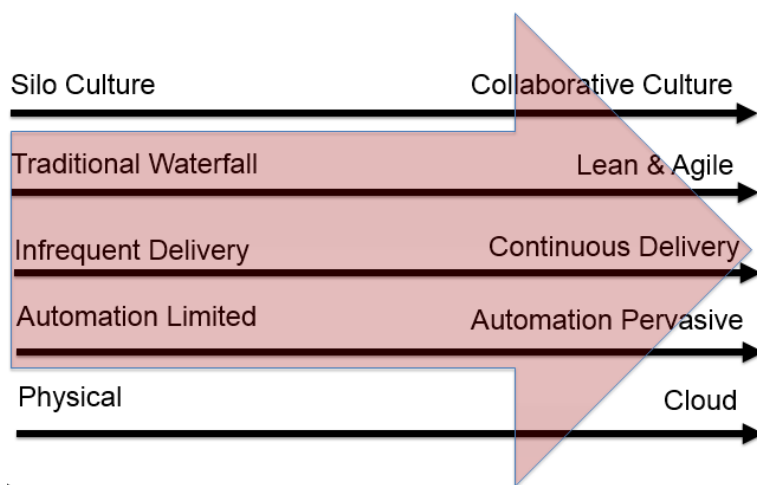 Silo Culture Collaborative Culture
Traditional Waterfall Lean & Agile
Infrequent Delivery Continuous Delivery
Automation Limited Automation Pervasive
Physical Cloud